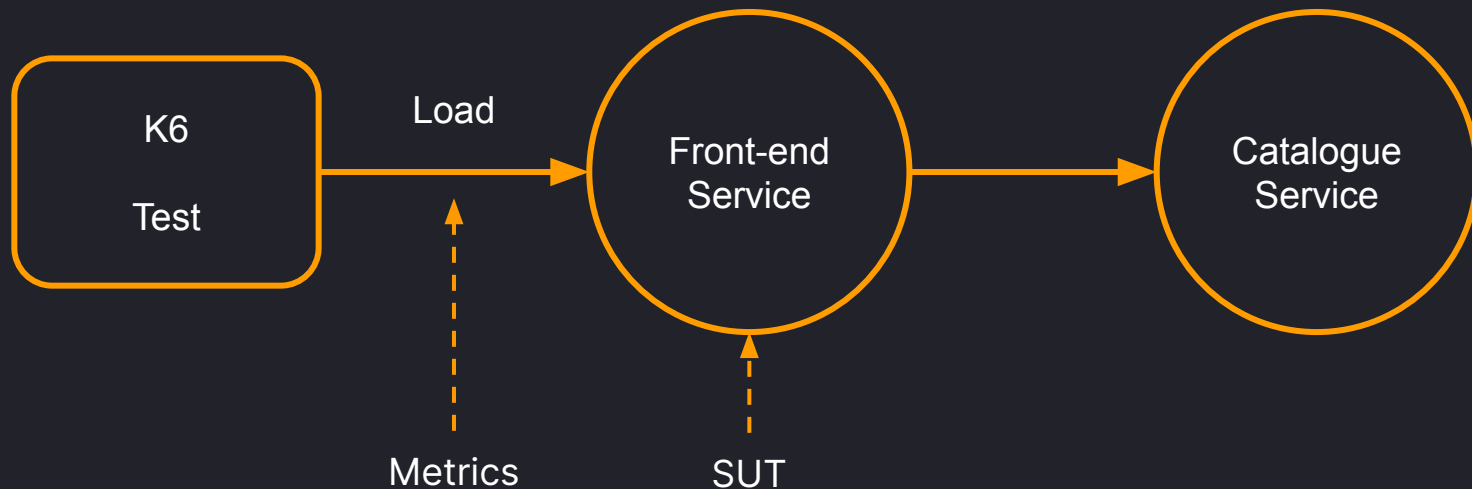 K6
Test
Load
Front-end
Service
Catalogue
Service
Metrics
SUT